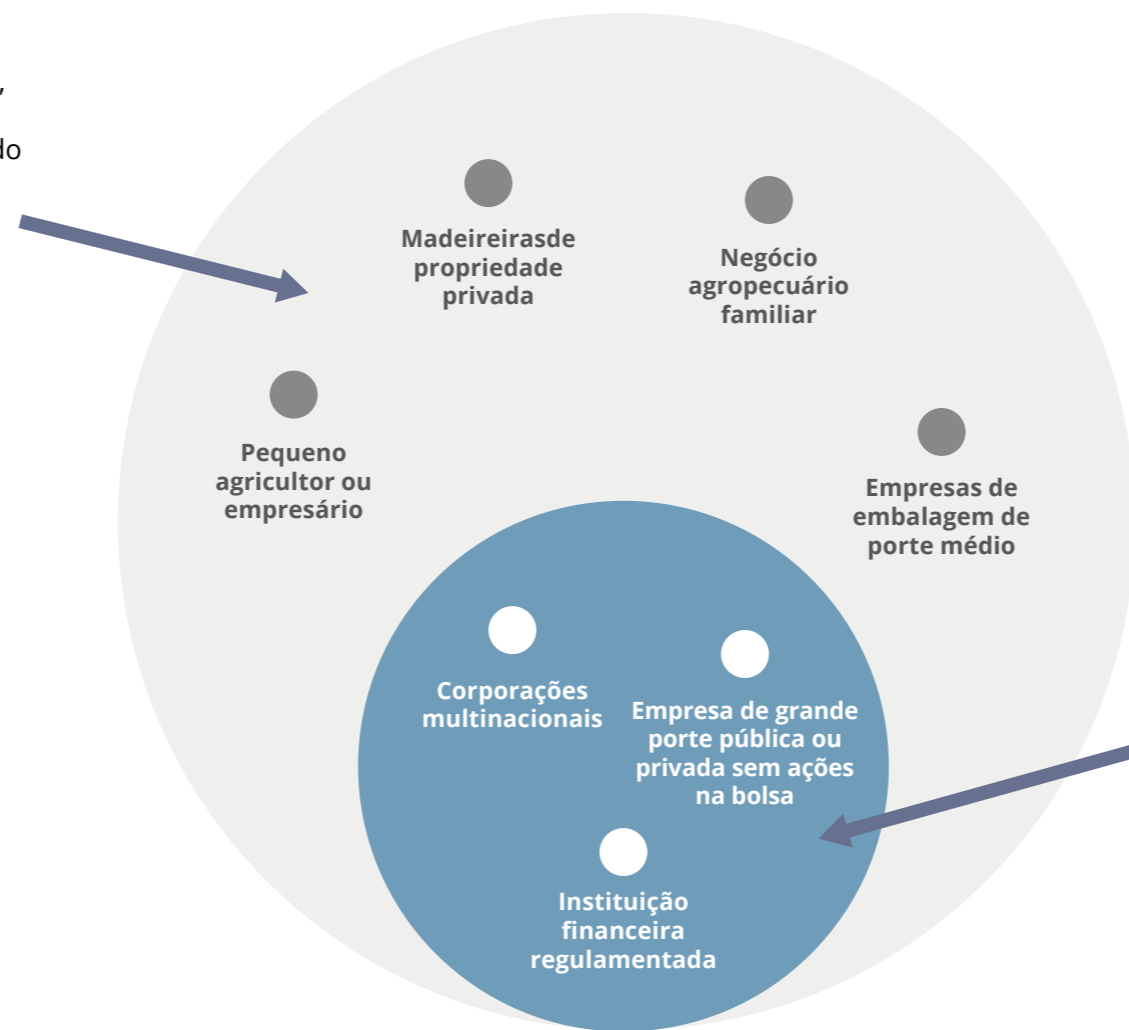 ,
do
Madeireirasde
propriedade
privada
Negócio
agropecuário
familiar
Pequeno
agricultor ou
empresário
Empresas de
embalagem de
porte médio
Corporações
multinacionais
Empresa de grande
porte pública ou
privada sem ações
na bolsa
Instituição
financeira
regulamentada